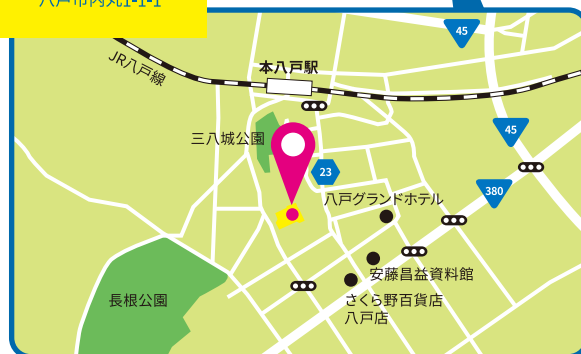 八戸市内丸1-1-1
45
JR八戸線
本八戸駅
三八城公園
45
23
380
八戸グランドホテル
安藤昌益資料館
長根公園
さくら野百貨店
八戸店